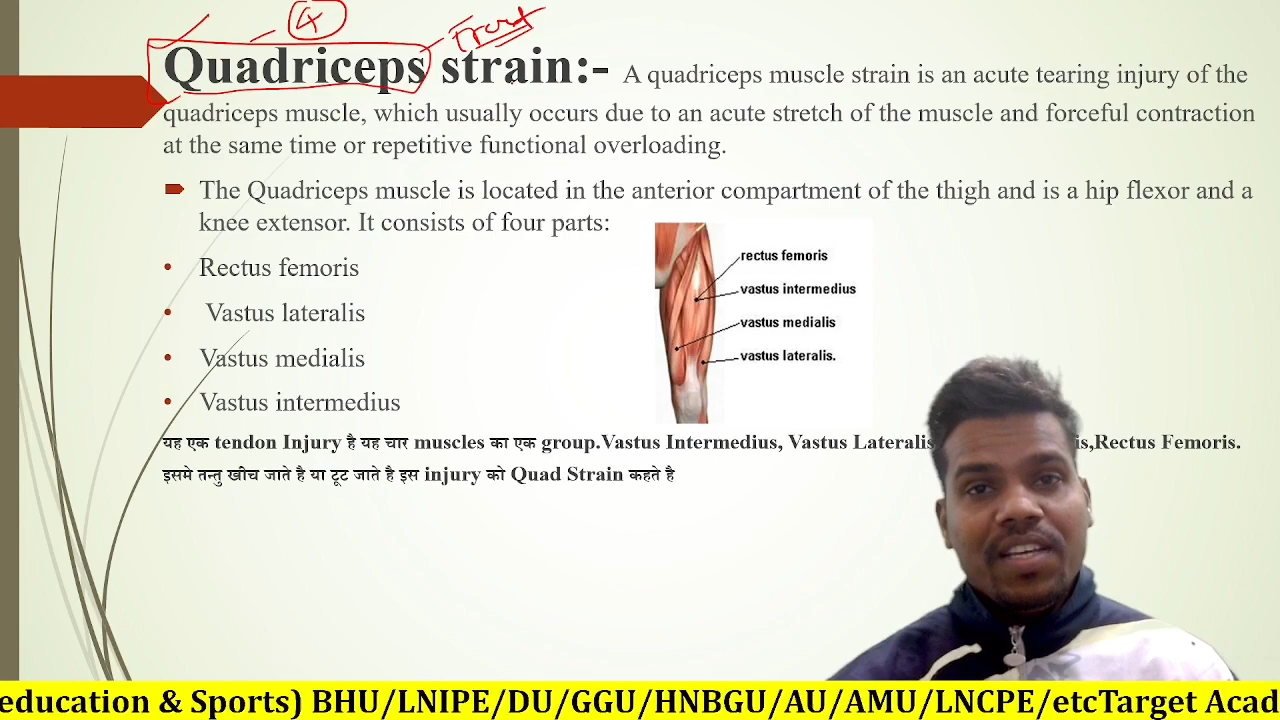 4
Front
Quadriceps strain:- A quadriceps muscle strain is an acute tearing injury of the
quadriceps muscle, which usually occurs due to an acute stretch of the muscle and forceful contraction
at the same time or repetitive functional overloading.
The Quadriceps muscle is located in the anterior compartment of the thigh and is a hip flexor and a
knee extensor. It consists of four parts:
• Rectus femoris
• Vastus lateralis
• Vastus medialis
• Vastus intermedius
rectus femoris
vastus intermedius
vastus medialis
vastus lateralis.
यह एक tendon Injury है यह चार muscles का एक group.Vastus Intermedius, Vastus Lateralis is,Rectus Femoris.
इसमे तन्तु खीच जाते है या टूट जाते है इस injury को Quad Strain कहते है
education & Sports) BHU/LNIPE/DU/GGU/HNBGU/AU/AMU/LNCPE/etcTarget Acad